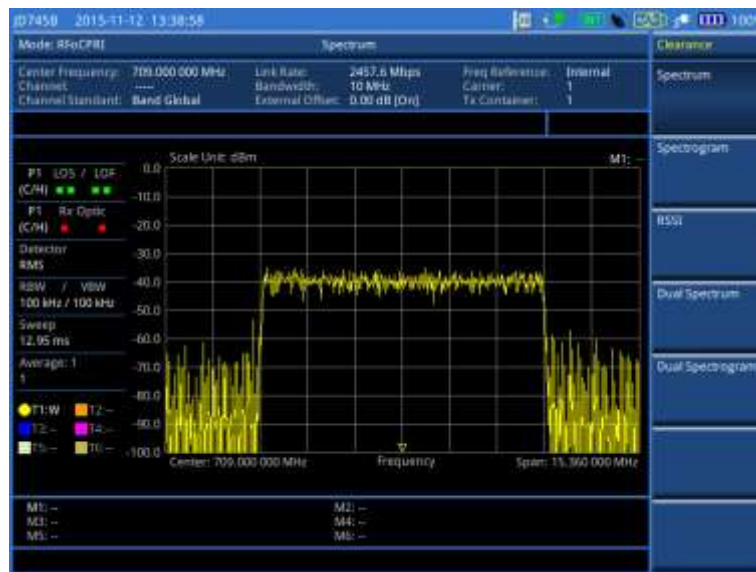 JD745B 2015-11-12 13:38:58
INT
100%
Mode: RFoCPRI
Spectrum
Clearance
Center Frequency: 709.000 000 MHz
Channel: ----
Channel Standard: Band Global
Link Rate: 2457.6 Mbps
Bandwidth: 10 MHz
External Offset: 0.00 dB [On]
Freq Reference: Internal
Carrier: 1
Tx Container: 1
Spectrum
Spectrogram
RSSI
Dual Spectrum
Dual Spectrogram
Scale Unit: dBm
M1: --
P1 LOS / LOF
(C/H)
P1 Rx Optic
(C/H)
Detector
RMS
RBW / VBW
100 kHz / 100 kHz
Sweep
12.95 ms
Average: 1
1
T1:W T2:--
T3:-- T4:--
T5:-- T6:--
0.0
-10.0
-20.0
-30.0
-40.0
-50.0
-60.0
-70.0
-80.0
-90.0
-100.0
Center: 709.000 000 MHz
Frequency
Span: 15.360 000 MHz
M1: --
M2: --
M3: --
M4: --
M5: --
M6: --